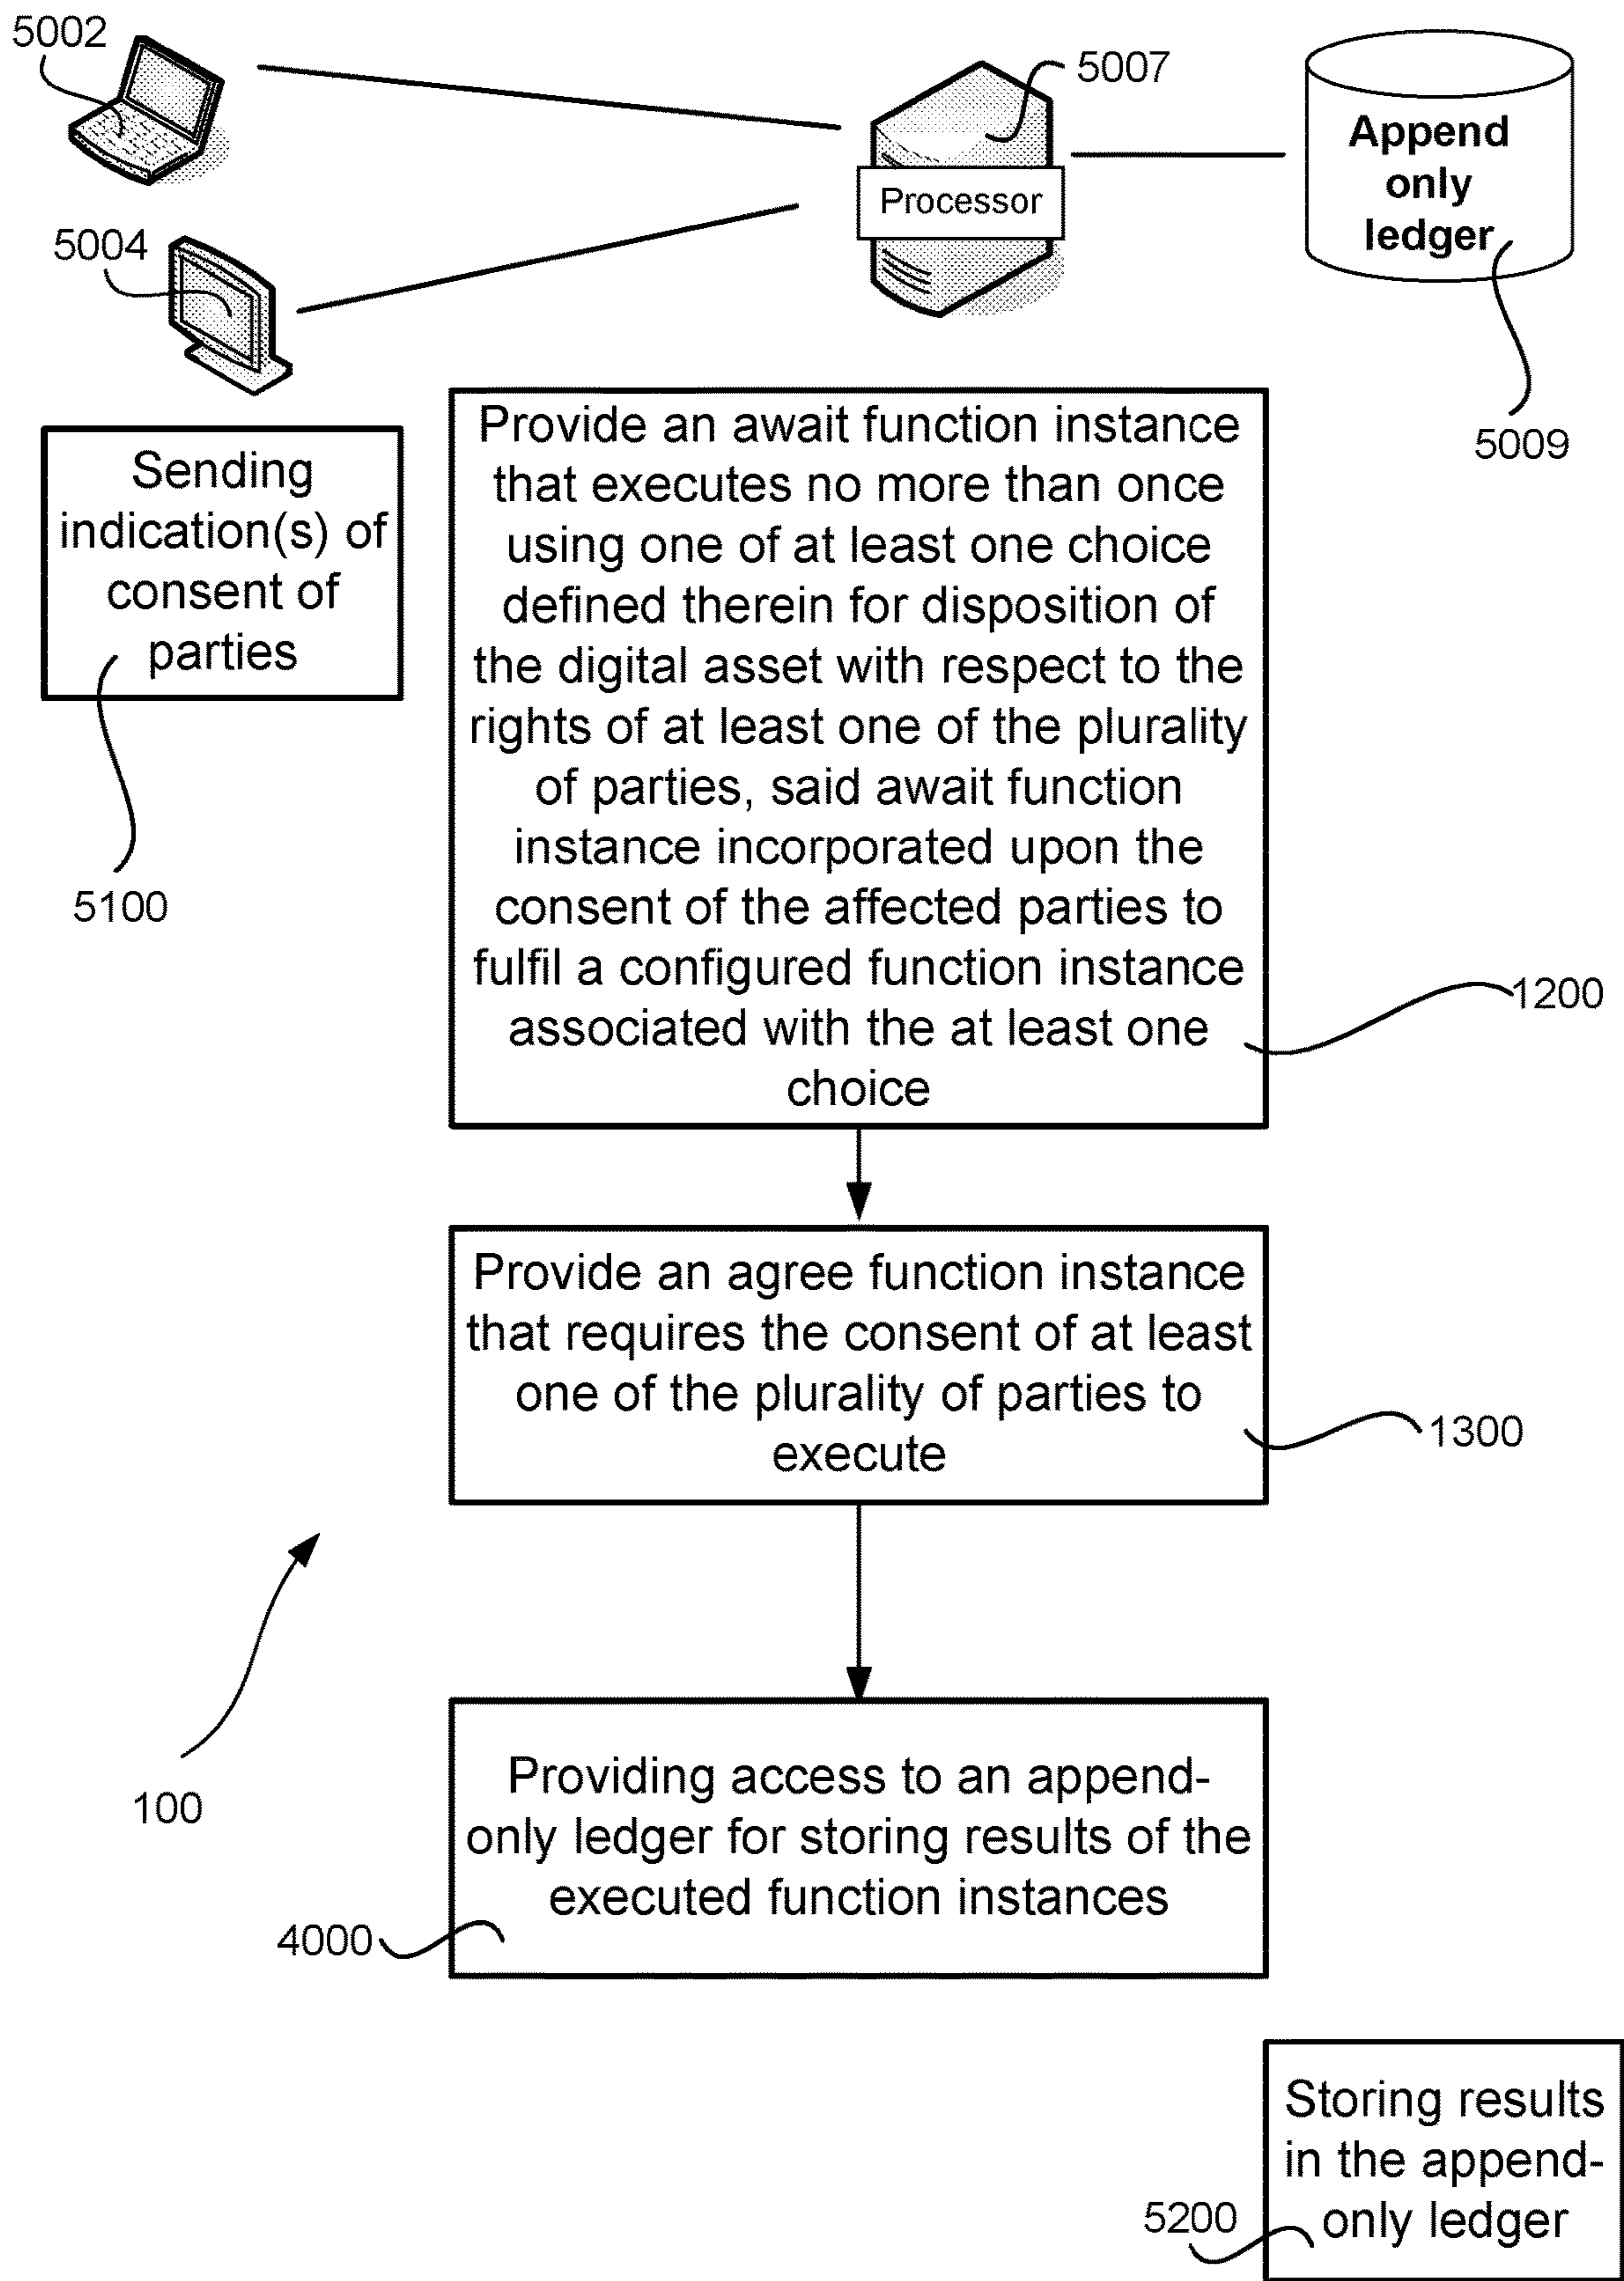 5002
5007
Append
only
ledger
Processor
5004
5009
Sending
indication(s) of
consent of
parties
5100
Provide an await function instance
that executes no more than once
using one of at least one choice
defined therein for disposition of
the digital asset with respect to the
rights of at least one of the plurality
of parties, said await function
instance incorporated upon the
consent of the affected parties to
fulfil a configured function instance
associated with the at least one
choice
1200
Provide an agree function instance
that requires the consent of at least
one of the plurality of parties to
execute
1300
100
Providing access to an append-
only ledger for storing results of the
executed function instances
4000
Storing results
in the append-
only ledger
5200